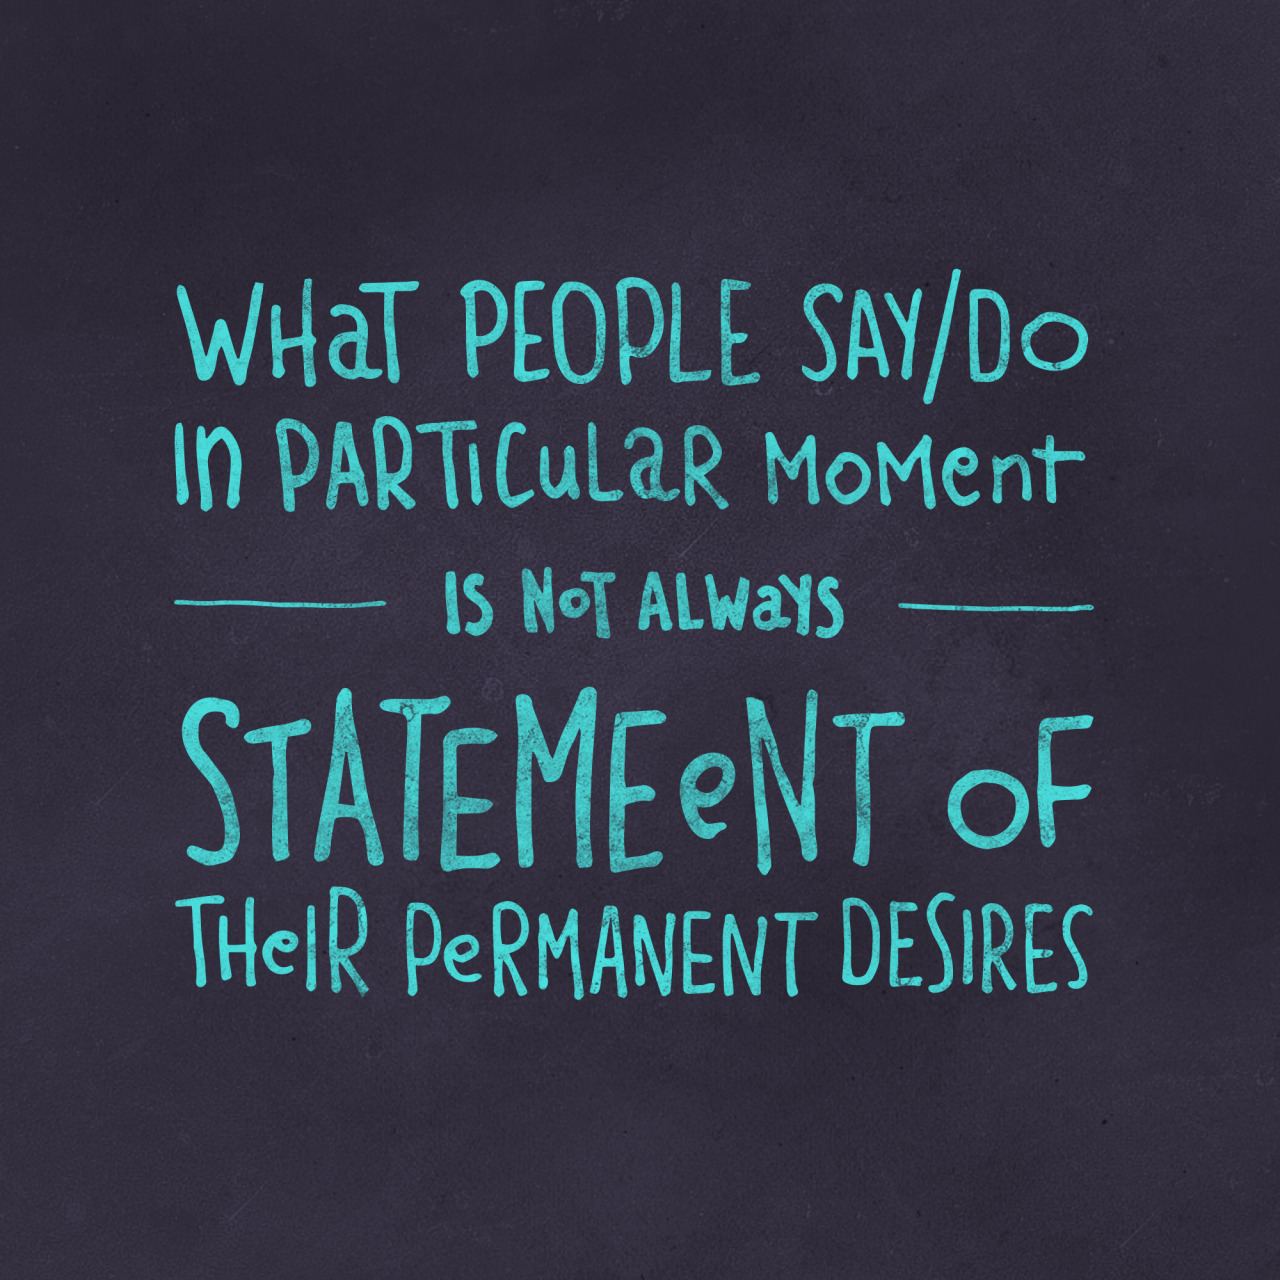 WHAT PEOPLE SAY/DO
IN PARTICULAR MOMENT
IS NOT ALWAYS
STATEMEENT OF
THEIR PERMANENT DESIRES